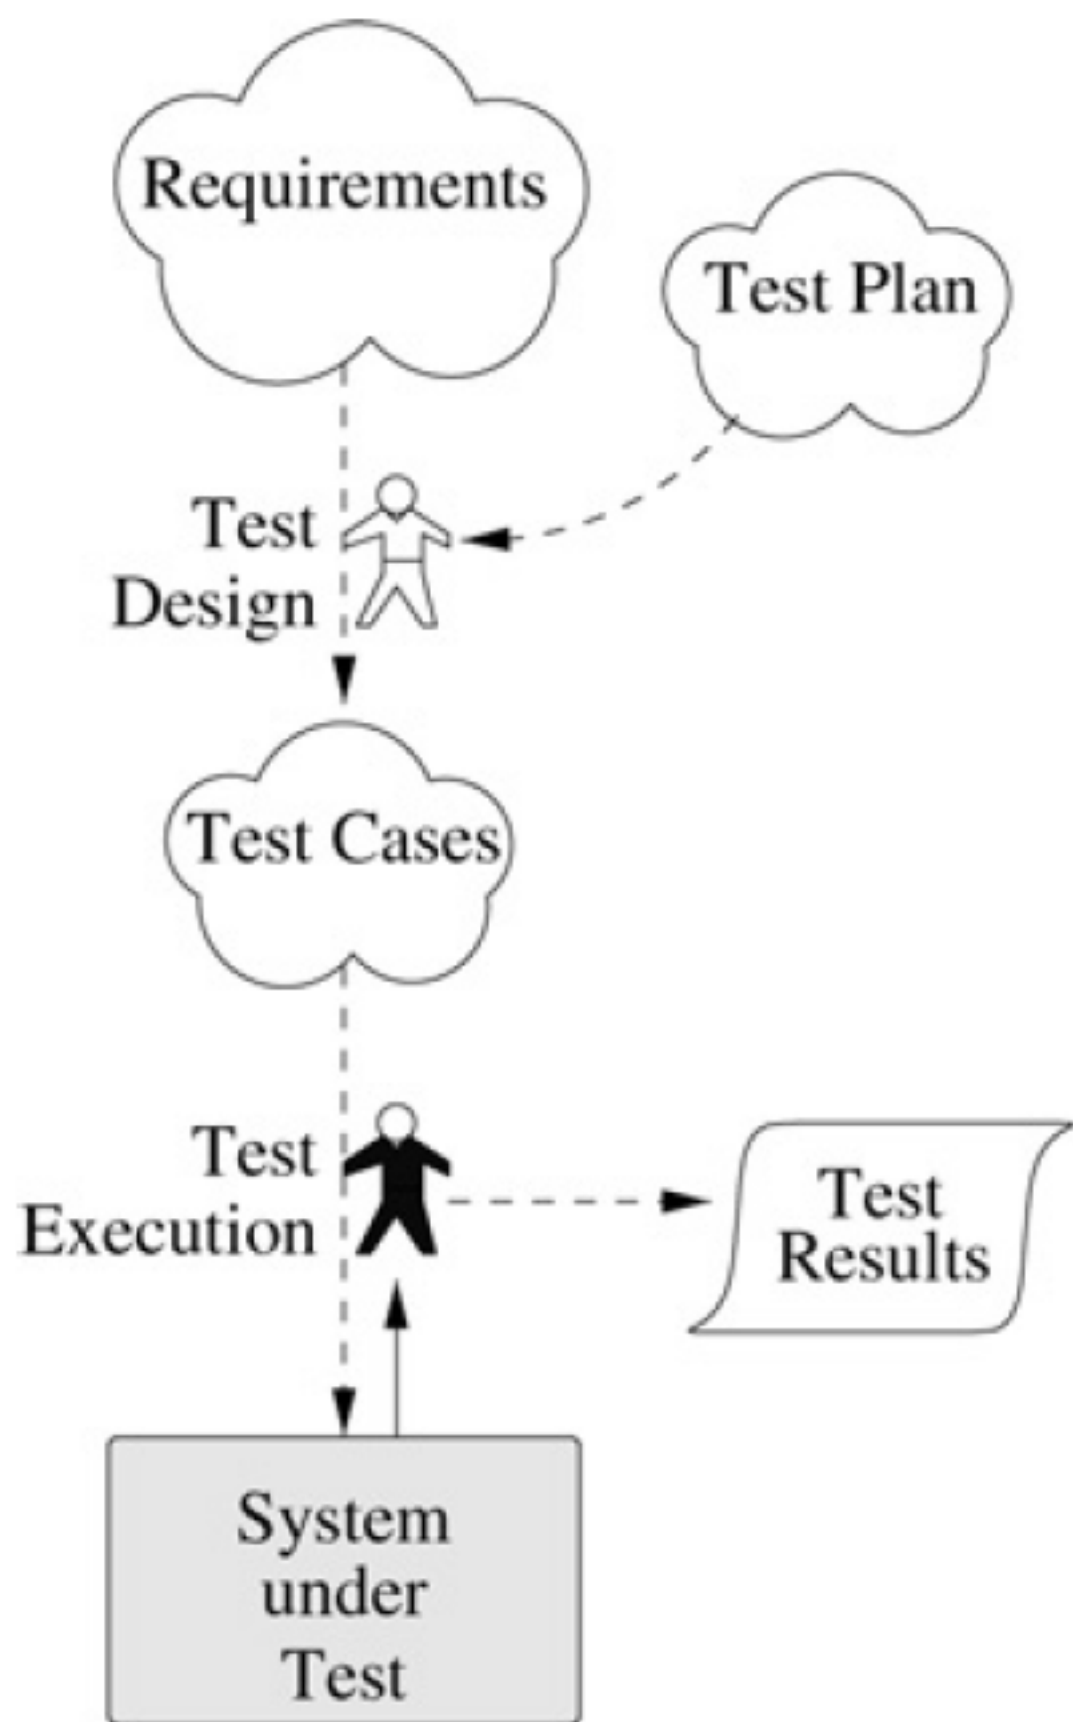 Requirements
Test Plan
Test
Design
Test Cases
Test
Execution
Test
Results
System
under
Test